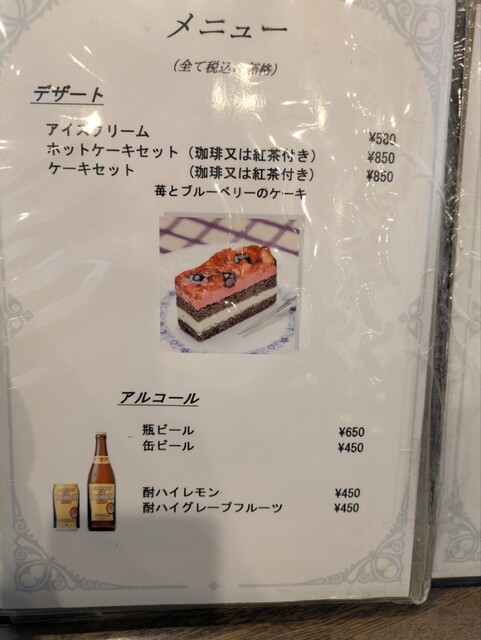 メニュー
(全て税込み価格)
デザート
アイスクリーム ¥580
ホットケーキセット（珈琲又は紅茶付き） ¥850
ケーキセット （珈琲又は紅茶付き） ¥850
苺とブルーベリーのケーキ
アルコール
瓶ビール ¥650
缶ビール ¥450
酎ハイレモン ¥450
酎ハイグレープフルーツ ¥450